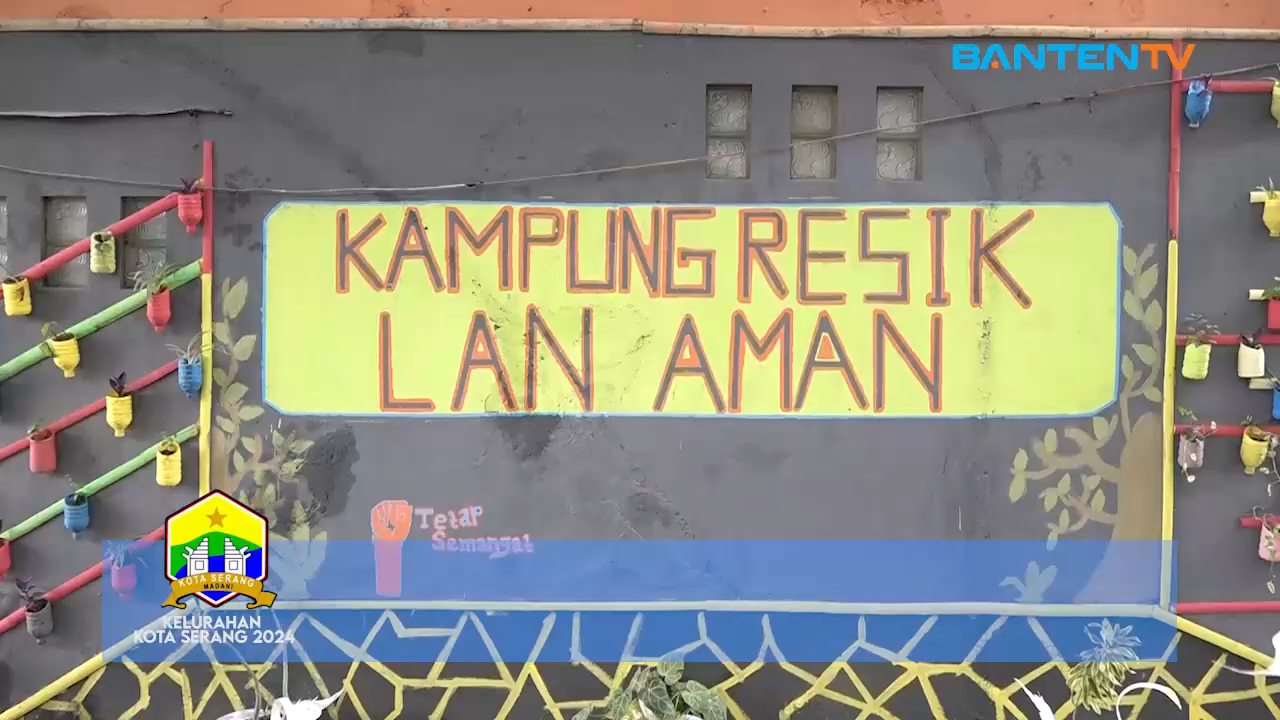 BANTENTV
KAMPUNG RESIK
LAN AMAN
Tetap
Semangat
KOTA SERANG
MADANI
KELURAHAN
KOTA SERANG 2024